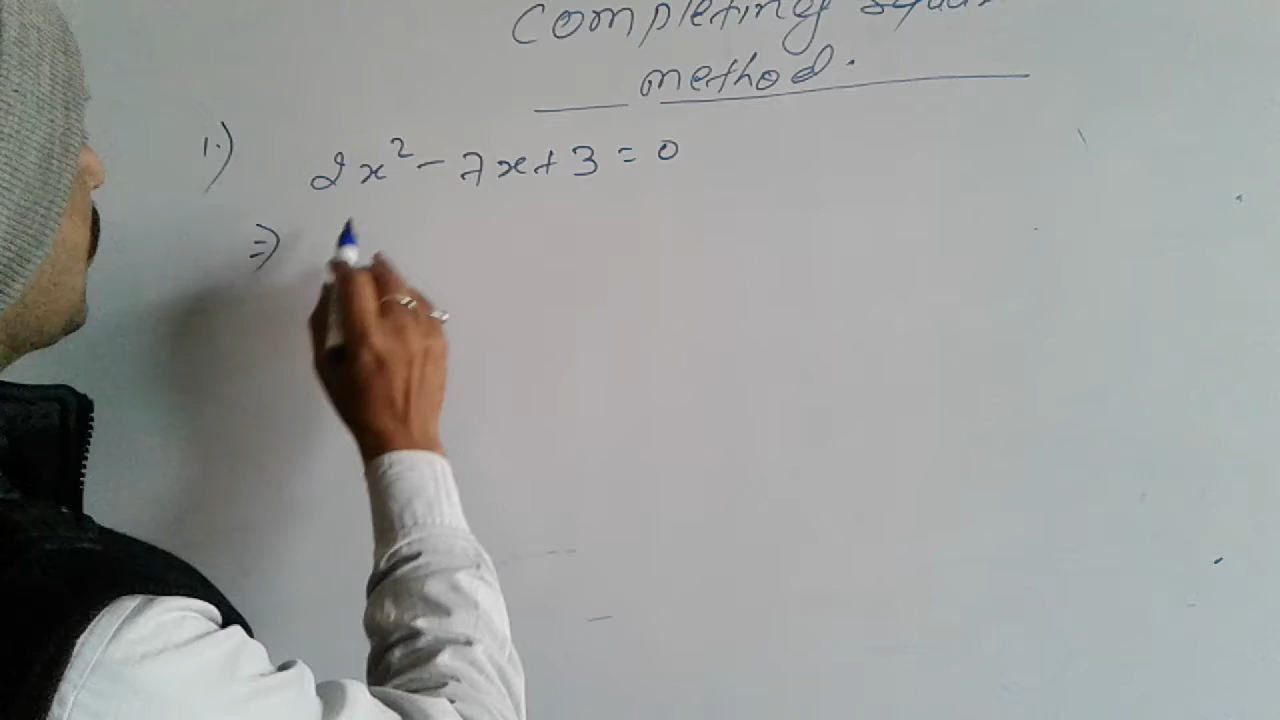 Completing
method.
1.) 2x² - 7x + 3 = 0
⇒